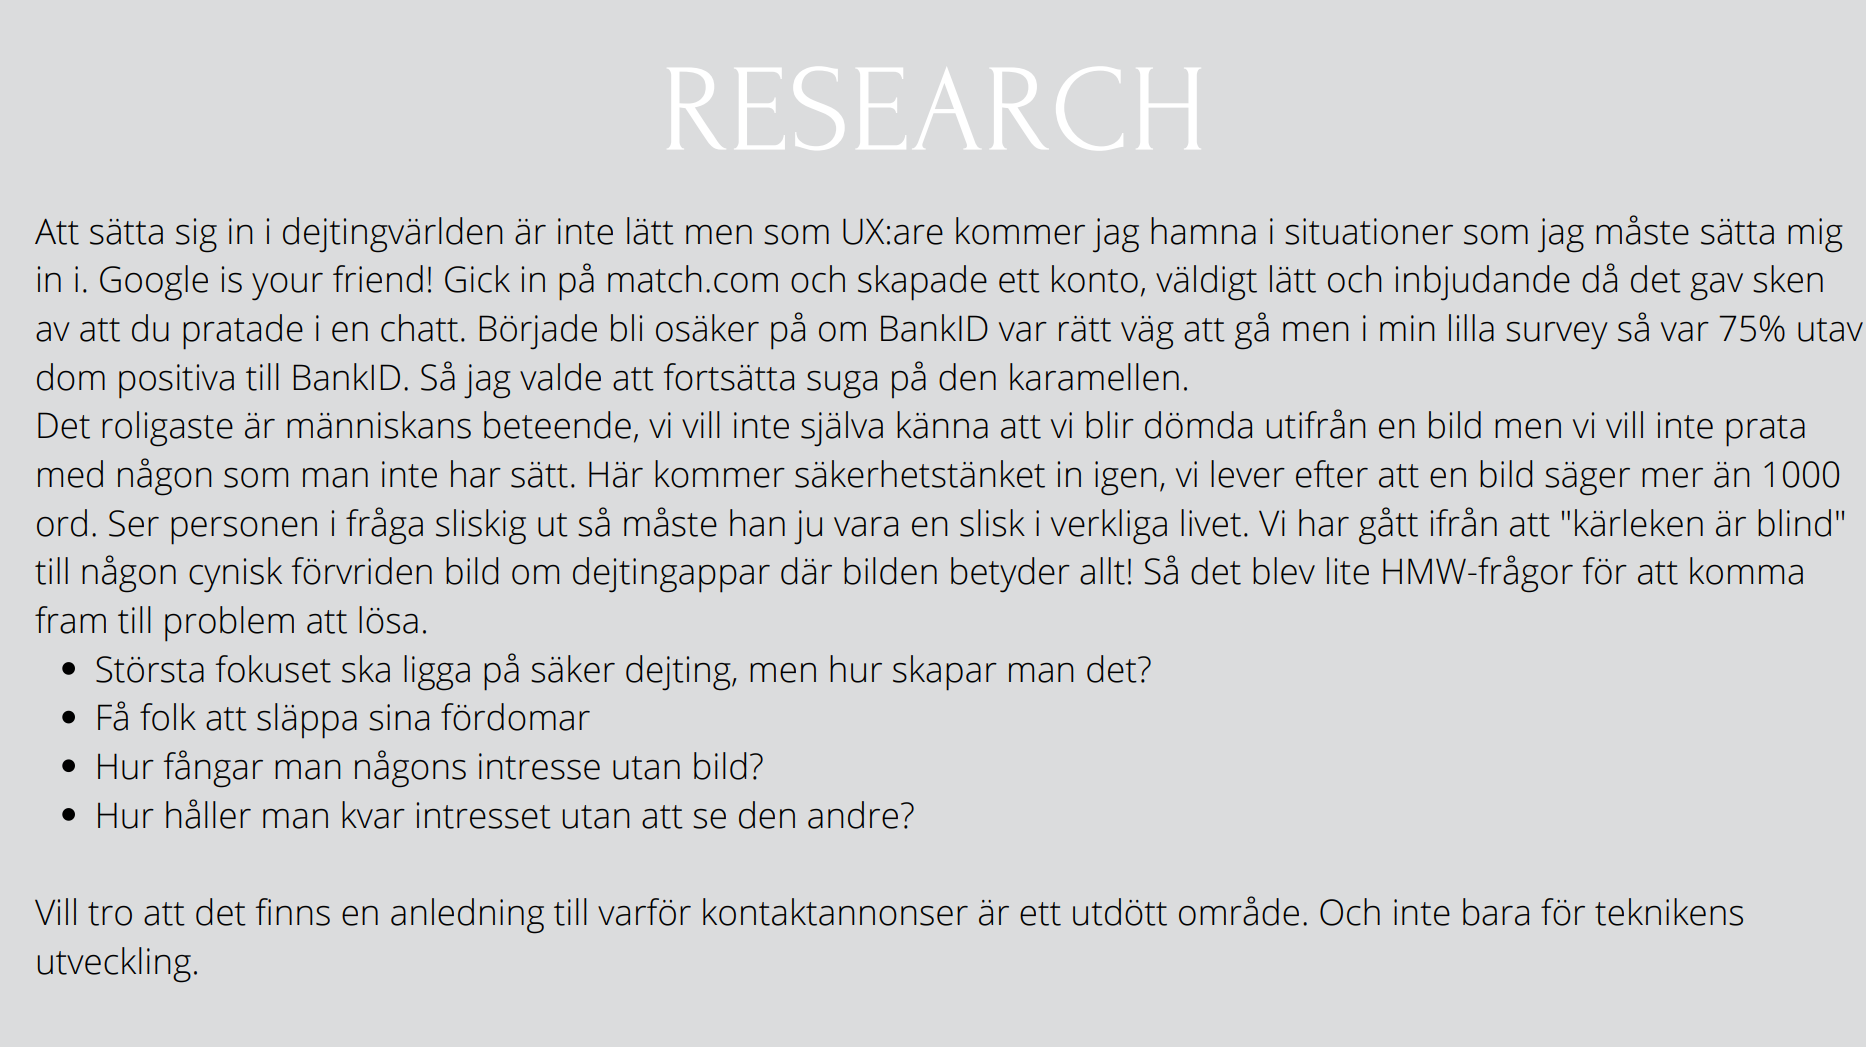 RESEARCH
Att sätta sig in i dejtingvärlden är inte lätt men som UX:are kommer jag hamna i situationer som jag måste sätta mig
in i. Google is your friend! Gick in på match.com och skapade ett konto, väldigt lätt och inbjudande då det gav sken
av att du pratade i en chatt. Började bli osäker på om BankID var rätt väg att gå men i min lilla survey så var 75% utav
dom positiva till BankID. Så jag valde att fortsätta suga på den karamellen.
Det roligaste är människans beteende, vi vill inte själva känna att vi blir dömda utifrån en bild men vi vill inte prata
med någon som man inte har sätt. Här kommer säkerhetstänket in igen, vi lever efter att en bild säger mer än 1000
ord. Ser personen i fråga sliskig ut så måste han ju vara en slisk i verkliga livet. Vi har gått ifrån att "kärleken är blind"
till någon cynisk förvriden bild om dejtingappar där bilden betyder allt! Så det blev lite HMW-frågor för att komma
fram till problem att lösa.
• Största fokuset ska ligga på säker dejting, men hur skapar man det?
• Få folk att släppa sina fördomar
• Hur fångar man någons intresse utan bild?
• Hur håller man kvar intresset utan att se den andre?
Vill tro att det finns en anledning till varför kontaktannonser är ett utdött område. Och inte bara för teknikens
utveckling.